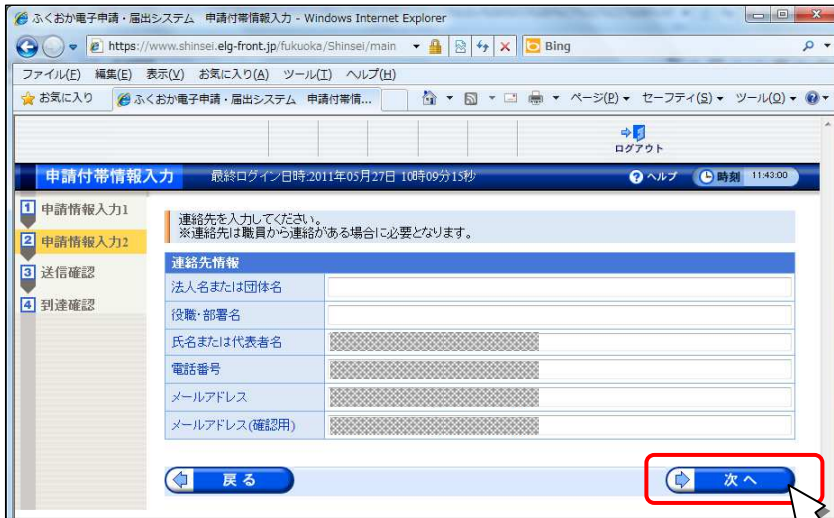 ふくおか電子申請・届出システム 申請付帯情報入力 - Windows Internet Explorer
https://www.shinsei.elg-front.jp/fukuoka/Shinsei/main
Bing
ファイル(F) 編集(E) 表示(V) お気に入り(A) ツール(T) ヘルプ(H)
お気に入り ふくおか電子申請・届出システム 申請付帯情... ページ(P) セーフティ(S) ツール(O)
ログアウト
申請付帯情報入力 最終ログイン日時:2011年05月27日 10時09分15秒 ヘルプ 時刻 11:43:00
1 申請情報入力1
2 申請情報入力2
3 送信確認
4 到達確認
連絡先を入力してください。
※連絡先は職員から連絡がある場合に必要となります。
連絡先情報
法人名または団体名
役職・部署名
氏名または代表者名
電話番号
メールアドレス
メールアドレス(確認用)
戻る 次へ